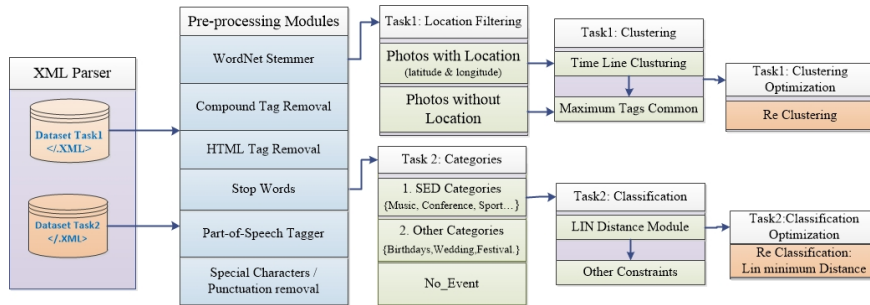 XML Parser
Dataset Task1
</.XML>
Dataset Task2
</.XML>
Pre-processing Modules
WordNet Stemmer
Compound Tag Removal
HTML Tag Removal
Stop Words
Part-of-Speech Tagger
Special Characters /
Punctuation removal
Task1: Location Filtering
Photos with Location
(latitude & longitude)
Photos without
Location
Task 2: Categories
1. SED Categories
{Music, Conference, Sport...}
2. Other Categories
{Birthdays,Wedding,Festival.}
No_Event
Task1: Clustering
Time Line Clusturing
Maximum Tags Common
Task2: Classification
LIN Distance Module
Other Constraints
Task1: Clustering
Optimization
Re Clustering
Task2:Classification
Optimization
Re Classification:
Lin minimum Distance